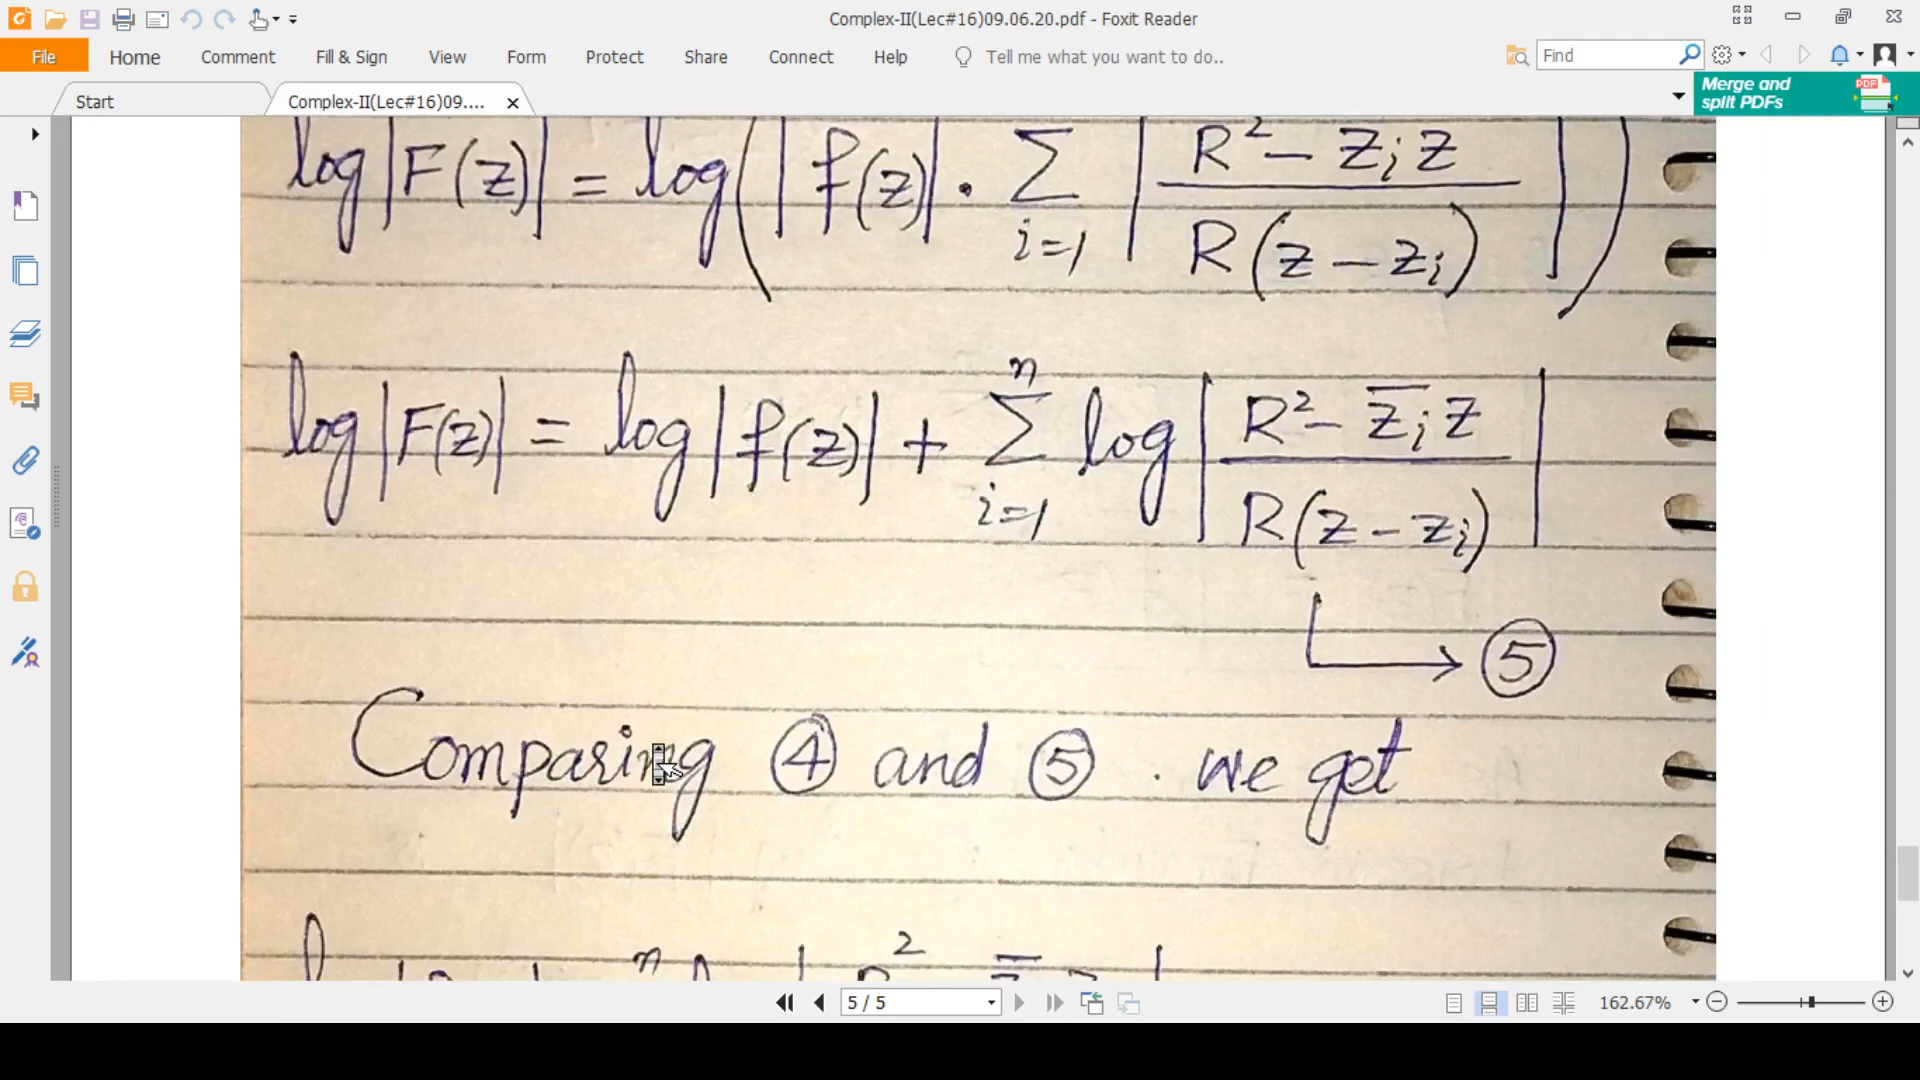 Complex-II(Lec#16)09.06.20.pdf - Foxit Reader
File Home Comment Fill & Sign View Form Protect Share Connect Help Tell me what you want to do.. Find
Start Complex-II(Lec#16)09....
Merge and split PDFs
log|F(z)| = log(|f(z)| · ∑ i=1 |R² - z_i z / R(z - z_i)|)
log|F(z)| = log|f(z)| + ∑ i=1 n log|R² - z̄_i z / R(z - z_i)|
→ ⑤
Comparing ④ and ⑤ . we get
5 / 5 162.67%